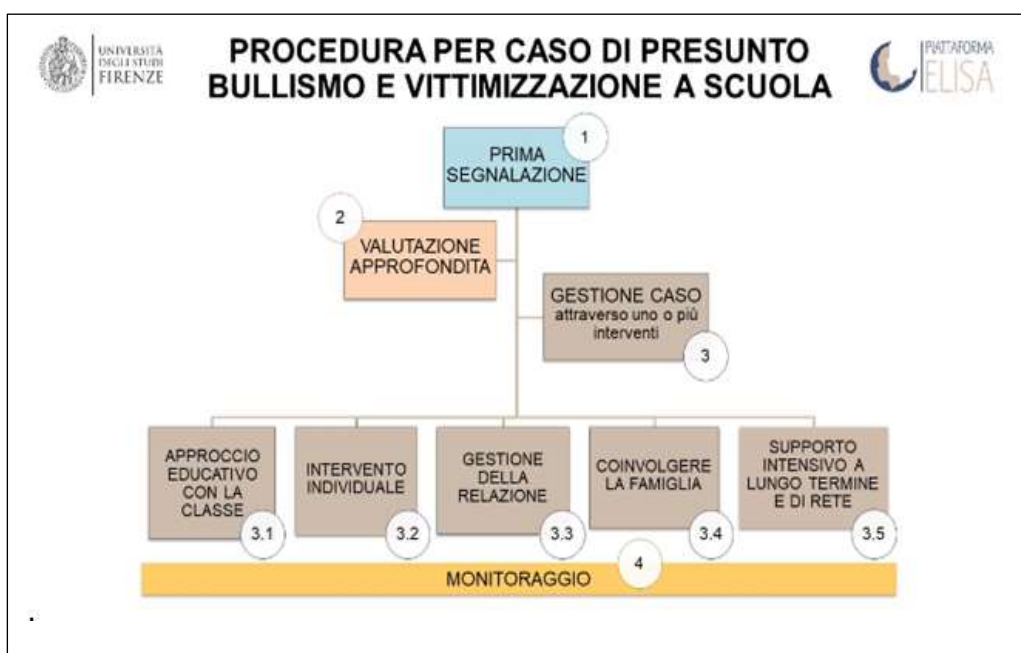 UNIVERSITÀ
DEGLI STUDI
FIRENZE
PROCEDURA PER CASO DI PRESUNTO
BULLISMO E VITTIMIZZAZIONE A SCUOLA
PIATTAFORMA
ELISA
1
PRIMA
SEGNALAZIONE
2
VALUTAZIONE
APPROFONDITA
GESTIONE CASO
attraverso uno o più
interventi
3
APPROCCIO
EDUCATIVO
CON LA
CLASSE
3.1
INTERVENTO
INDIVIDUALE
3.2
GESTIONE
DELLA
RELAZIONE
3.3
COINVOLGERE
LA FAMIGLIA
3.4
SUPPORTO
INTENSIVO A
LUNGO TERMINE
E DI RETE
3.5
4
MONITORAGGIO
.